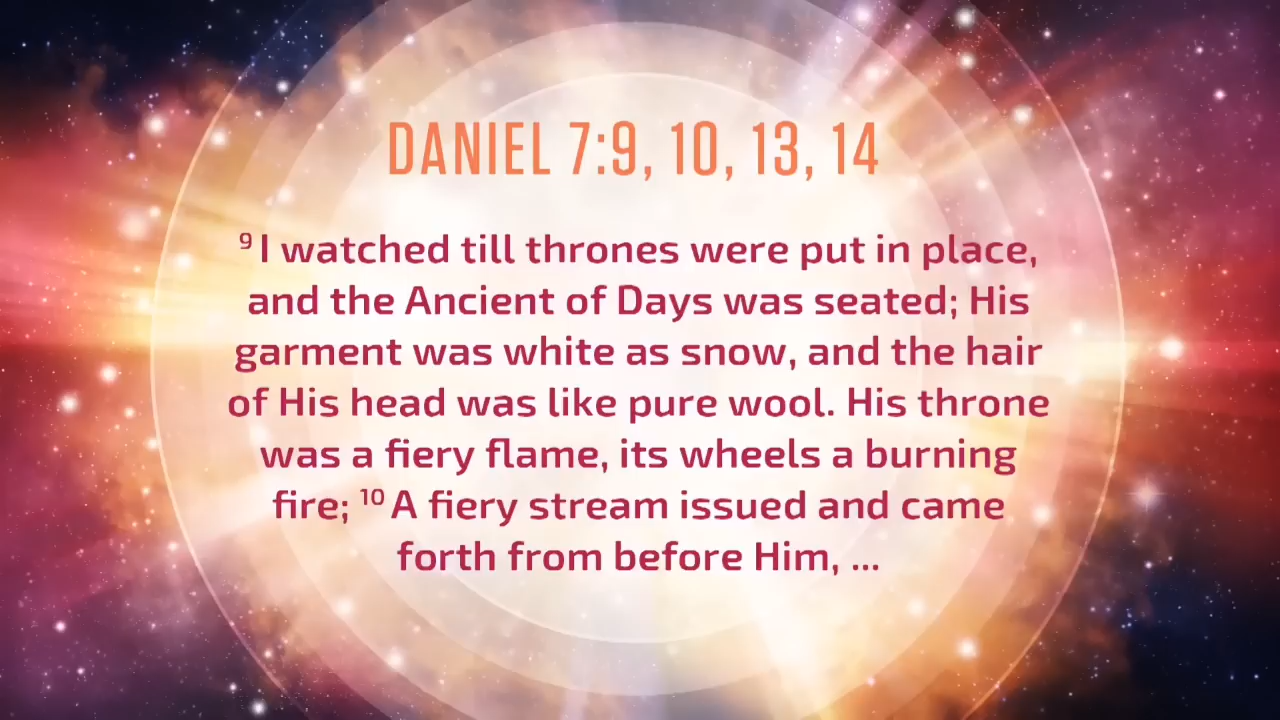 DANIEL 7:9, 10, 13, 14
⁹ I watched till thrones were put in place,
and the Ancient of Days was seated; His
garment was white as snow, and the hair
of His head was like pure wool. His throne
was a fiery flame, its wheels a burning
fire; ¹⁰ A fiery stream issued and came
forth from before Him, ...